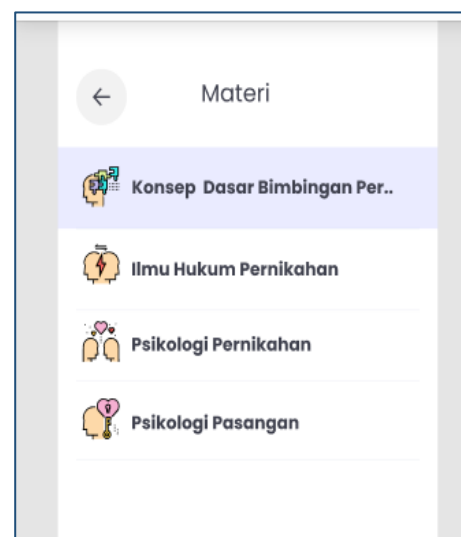 Materi
Konsep Dasar Bimbingan Per..
Ilmu Hukum Pernikahan
Psikologi Pernikahan
Psikologi Pasangan